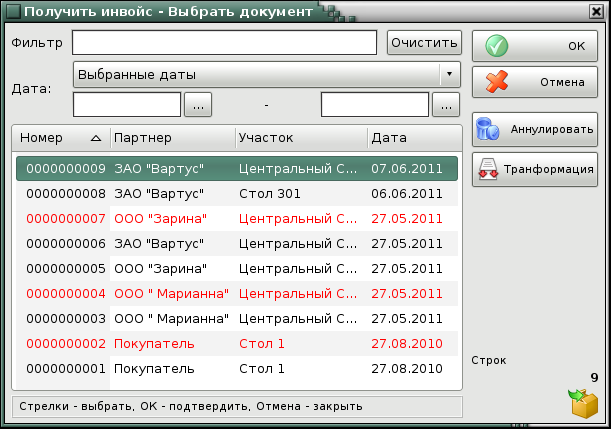 Получить инвойс - Выбрать документ
Фильтр Очистить
ОК
Дата: Выбранные даты
Отмена
... - ...
Аннулировать
Транформация
Номер Партнер Участок Дата
0000000009 ЗАО "Вартус" Центральный С... 07.06.2011
0000000008 ЗАО "Вартус" Стол 301 06.06.2011
0000000007 ООО "Зарина" Центральный С... 27.05.2011
0000000006 ЗАО "Вартус" Центральный С... 27.05.2011
0000000005 ООО "Зарина" Центральный С... 27.05.2011
0000000004 ООО " Марианна" Центральный С... 27.05.2011
0000000003 ООО " Марианна" Центральный С... 27.05.2011
0000000002 Покупатель Стол 1 27.08.2010
0000000001 Покупатель Стол 1 27.08.2010
Строк
9
Стрелки - выбрать, ОК - подтвердить, Отмена - закрыть